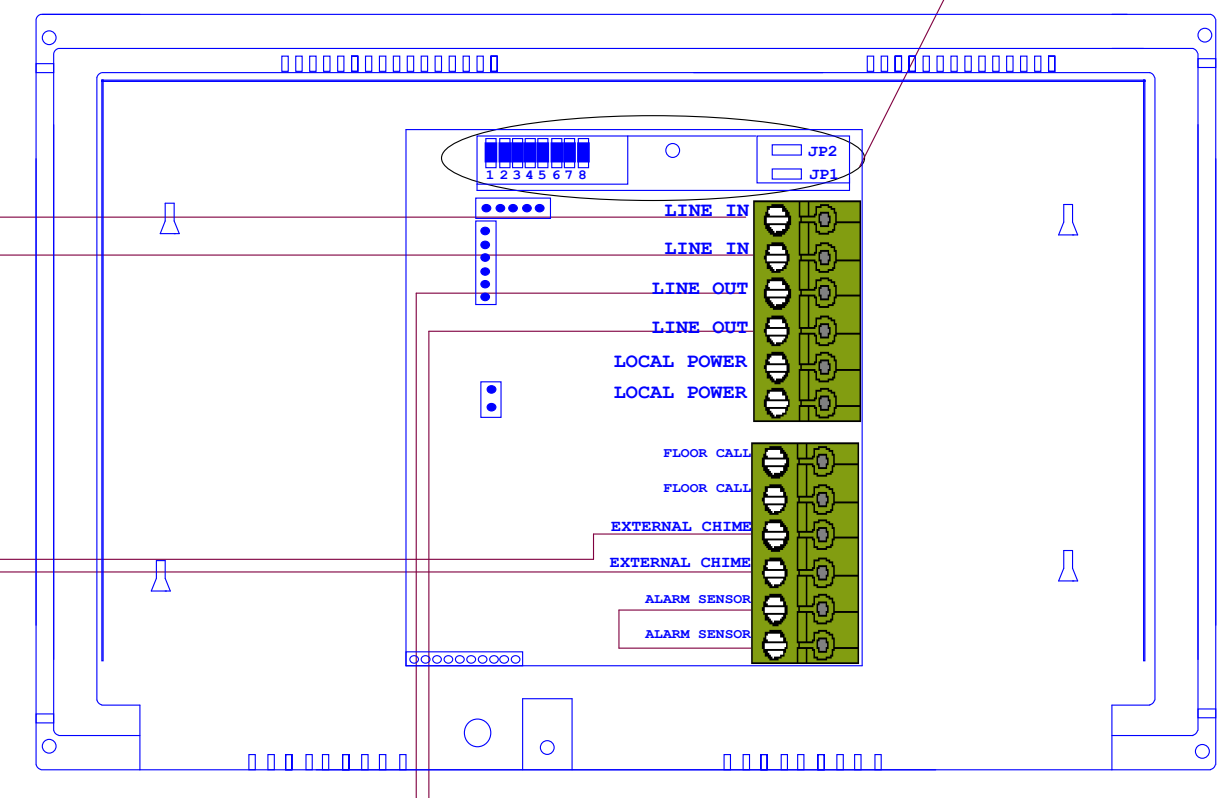 JP2
1 2 3 4 5 6 7 8
JP1
LINE IN
LINE IN
LINE OUT
LINE OUT
LOCAL POWER
LOCAL POWER
FLOOR CALL
FLOOR CALL
EXTERNAL CHIME
EXTERNAL CHIME
ALARM SENSOR
ALARM SENSOR